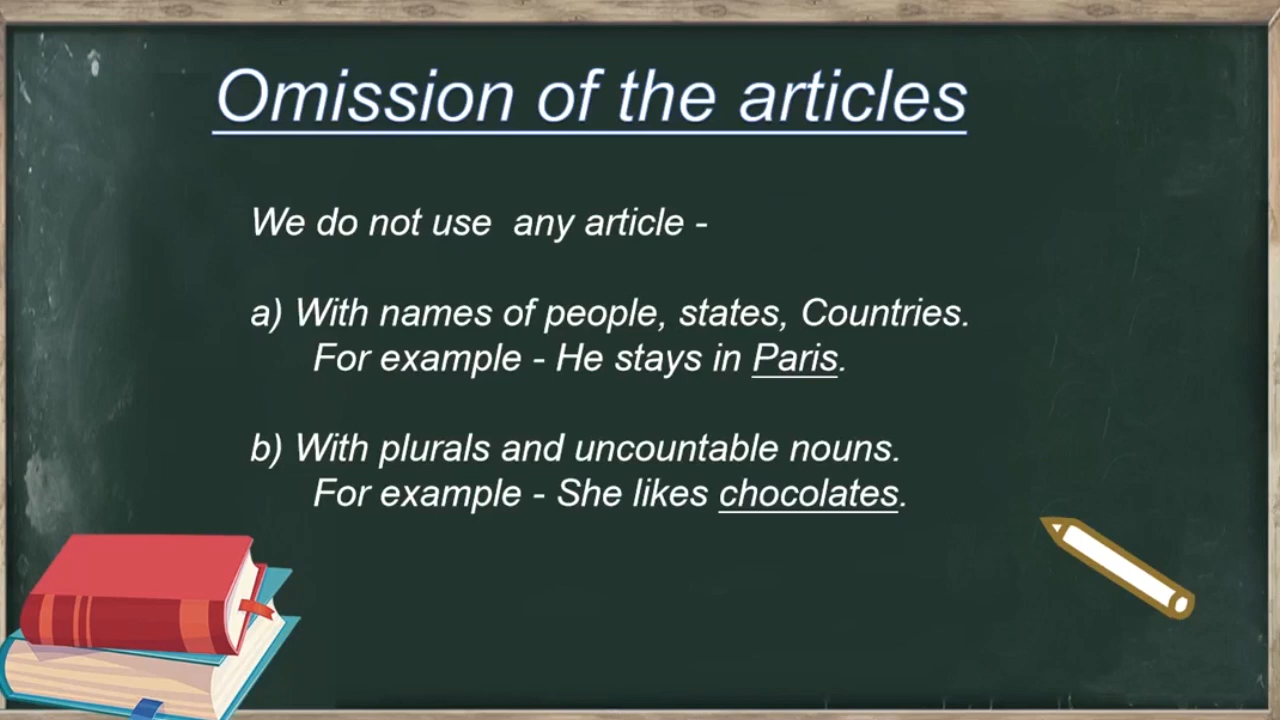 Omission of the articles
We do not use any article -
a) With names of people, states, Countries.
For example - He stays in Paris.
b) With plurals and uncountable nouns.
For example - She likes chocolates.